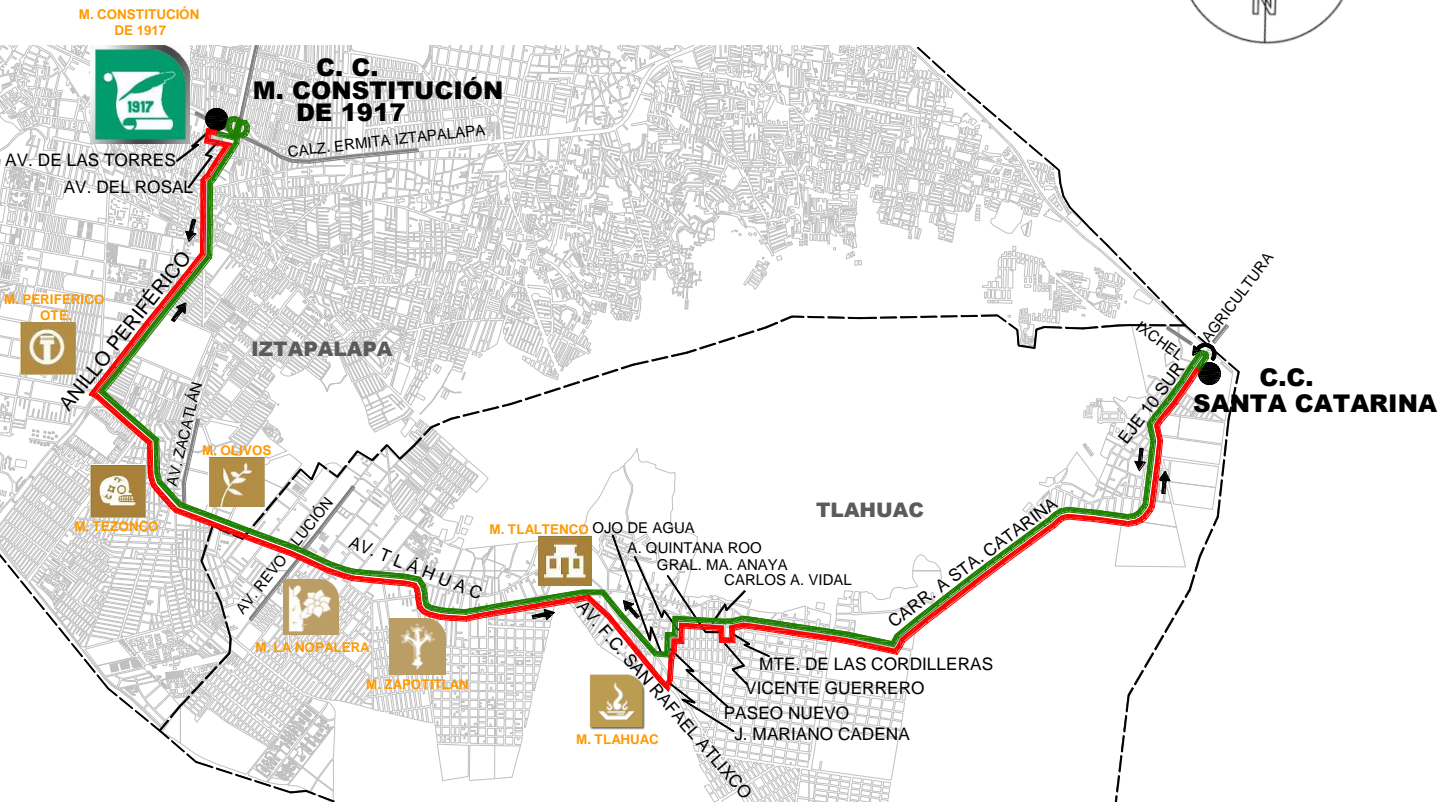 N
M. CONSTITUCIÓN
DE 1917
1917
C. C.
M. CONSTITUCIÓN
DE 1917
CALZ. ERMITA IZTAPALAPA
AV. DE LAS TORRES
AV. DEL ROSAL
ANILLO PERIFÉRICO
M. PERIFERICO
OTE.
IZTAPALAPA
AV. ZACATLÁN
M. OLIVOS
M. TEZONCO
AV. REVOLUCIÓN
AV. TLÁHUAC
M. LA NOPALERA
M. ZAPOTITLAN
M. TLALTENCO
OJO DE AGUA
A. QUINTANA ROO
GRAL. MA. ANAYA
CARLOS A. VIDAL
TLAHUAC
AV. F.C. SAN RAFAEL ATLIXCO
M. TLAHUAC
MTE. DE LAS CORDILLERAS
VICENTE GUERRERO
PASEO NUEVO
J. MARIANO CADENA
CARR. A STA. CATARINA
EJE 10 SUR
IXCHEL
AGRICULTURA
C.C.
SANTA CATARINA